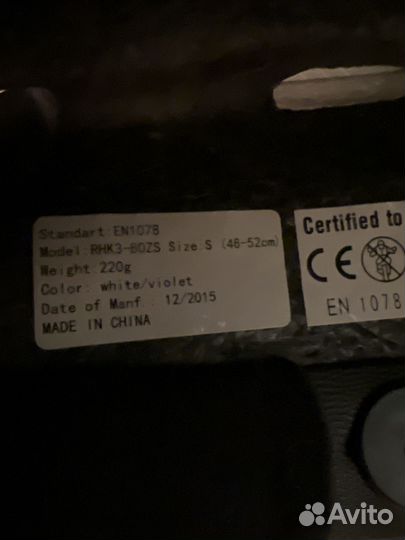 Standart:EN1078
Model:RHK3-80ZS Size:S (46-52cm)
Weight:220g
Color: white/violet
Date of Manf.: 12/2015
MADE IN CHINA
Certified to
CE
EN 1078
Avito